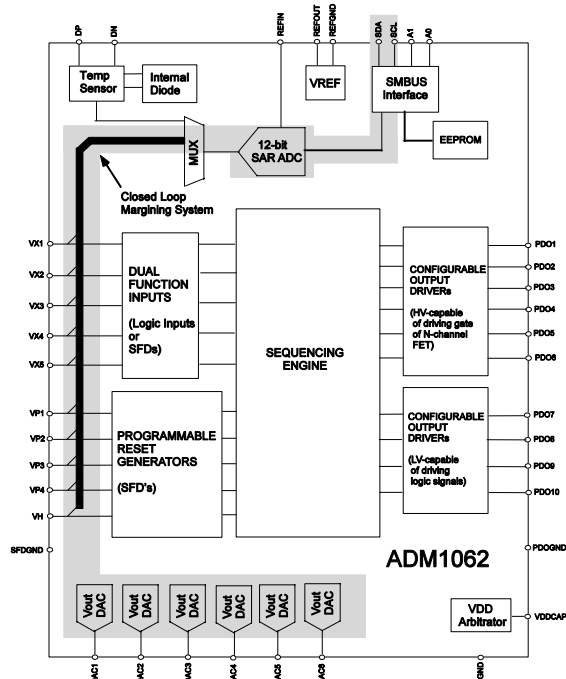 DP
DN
REFIN
REFOUT
REFGND
SDA
SCL
A1
A0
Temp
Sensor
Internal
Diode
VREF
SMBUS
Interface
EEPROM
MUX
12-bit
SAR ADC
Closed Loop
Margining System
VX1
VX2
VX3
VX4
VX5
DUAL
FUNCTION
INPUTS
(Logic Inputs
or
SFDs)
SEQUENCING
ENGINE
CONFIGURABLE
OUTPUT
DRIVERs
(HV-capable
of driving gate
of N-channel
FET)
PDO1
PDO2
PDO3
PDO4
PDO5
PDO6
VP1
VP2
VP3
VP4
VH
PROGRAMMABLE
RESET
GENERATORS
(SFD's)
CONFIGURABLE
OUTPUT
DRIVERs
(LV-capable
of driving
logic signals)
PDO7
PDO8
PDO9
PDO10
SFDGND
PDOGND
ADM1062
Vout
DAC
Vout
DAC
Vout
DAC
Vout
DAC
Vout
DAC
Vout
DAC
VDD
Arbitrator
VDDCAP
AC1
AC2
AC3
AC4
AC5
AC6
GND